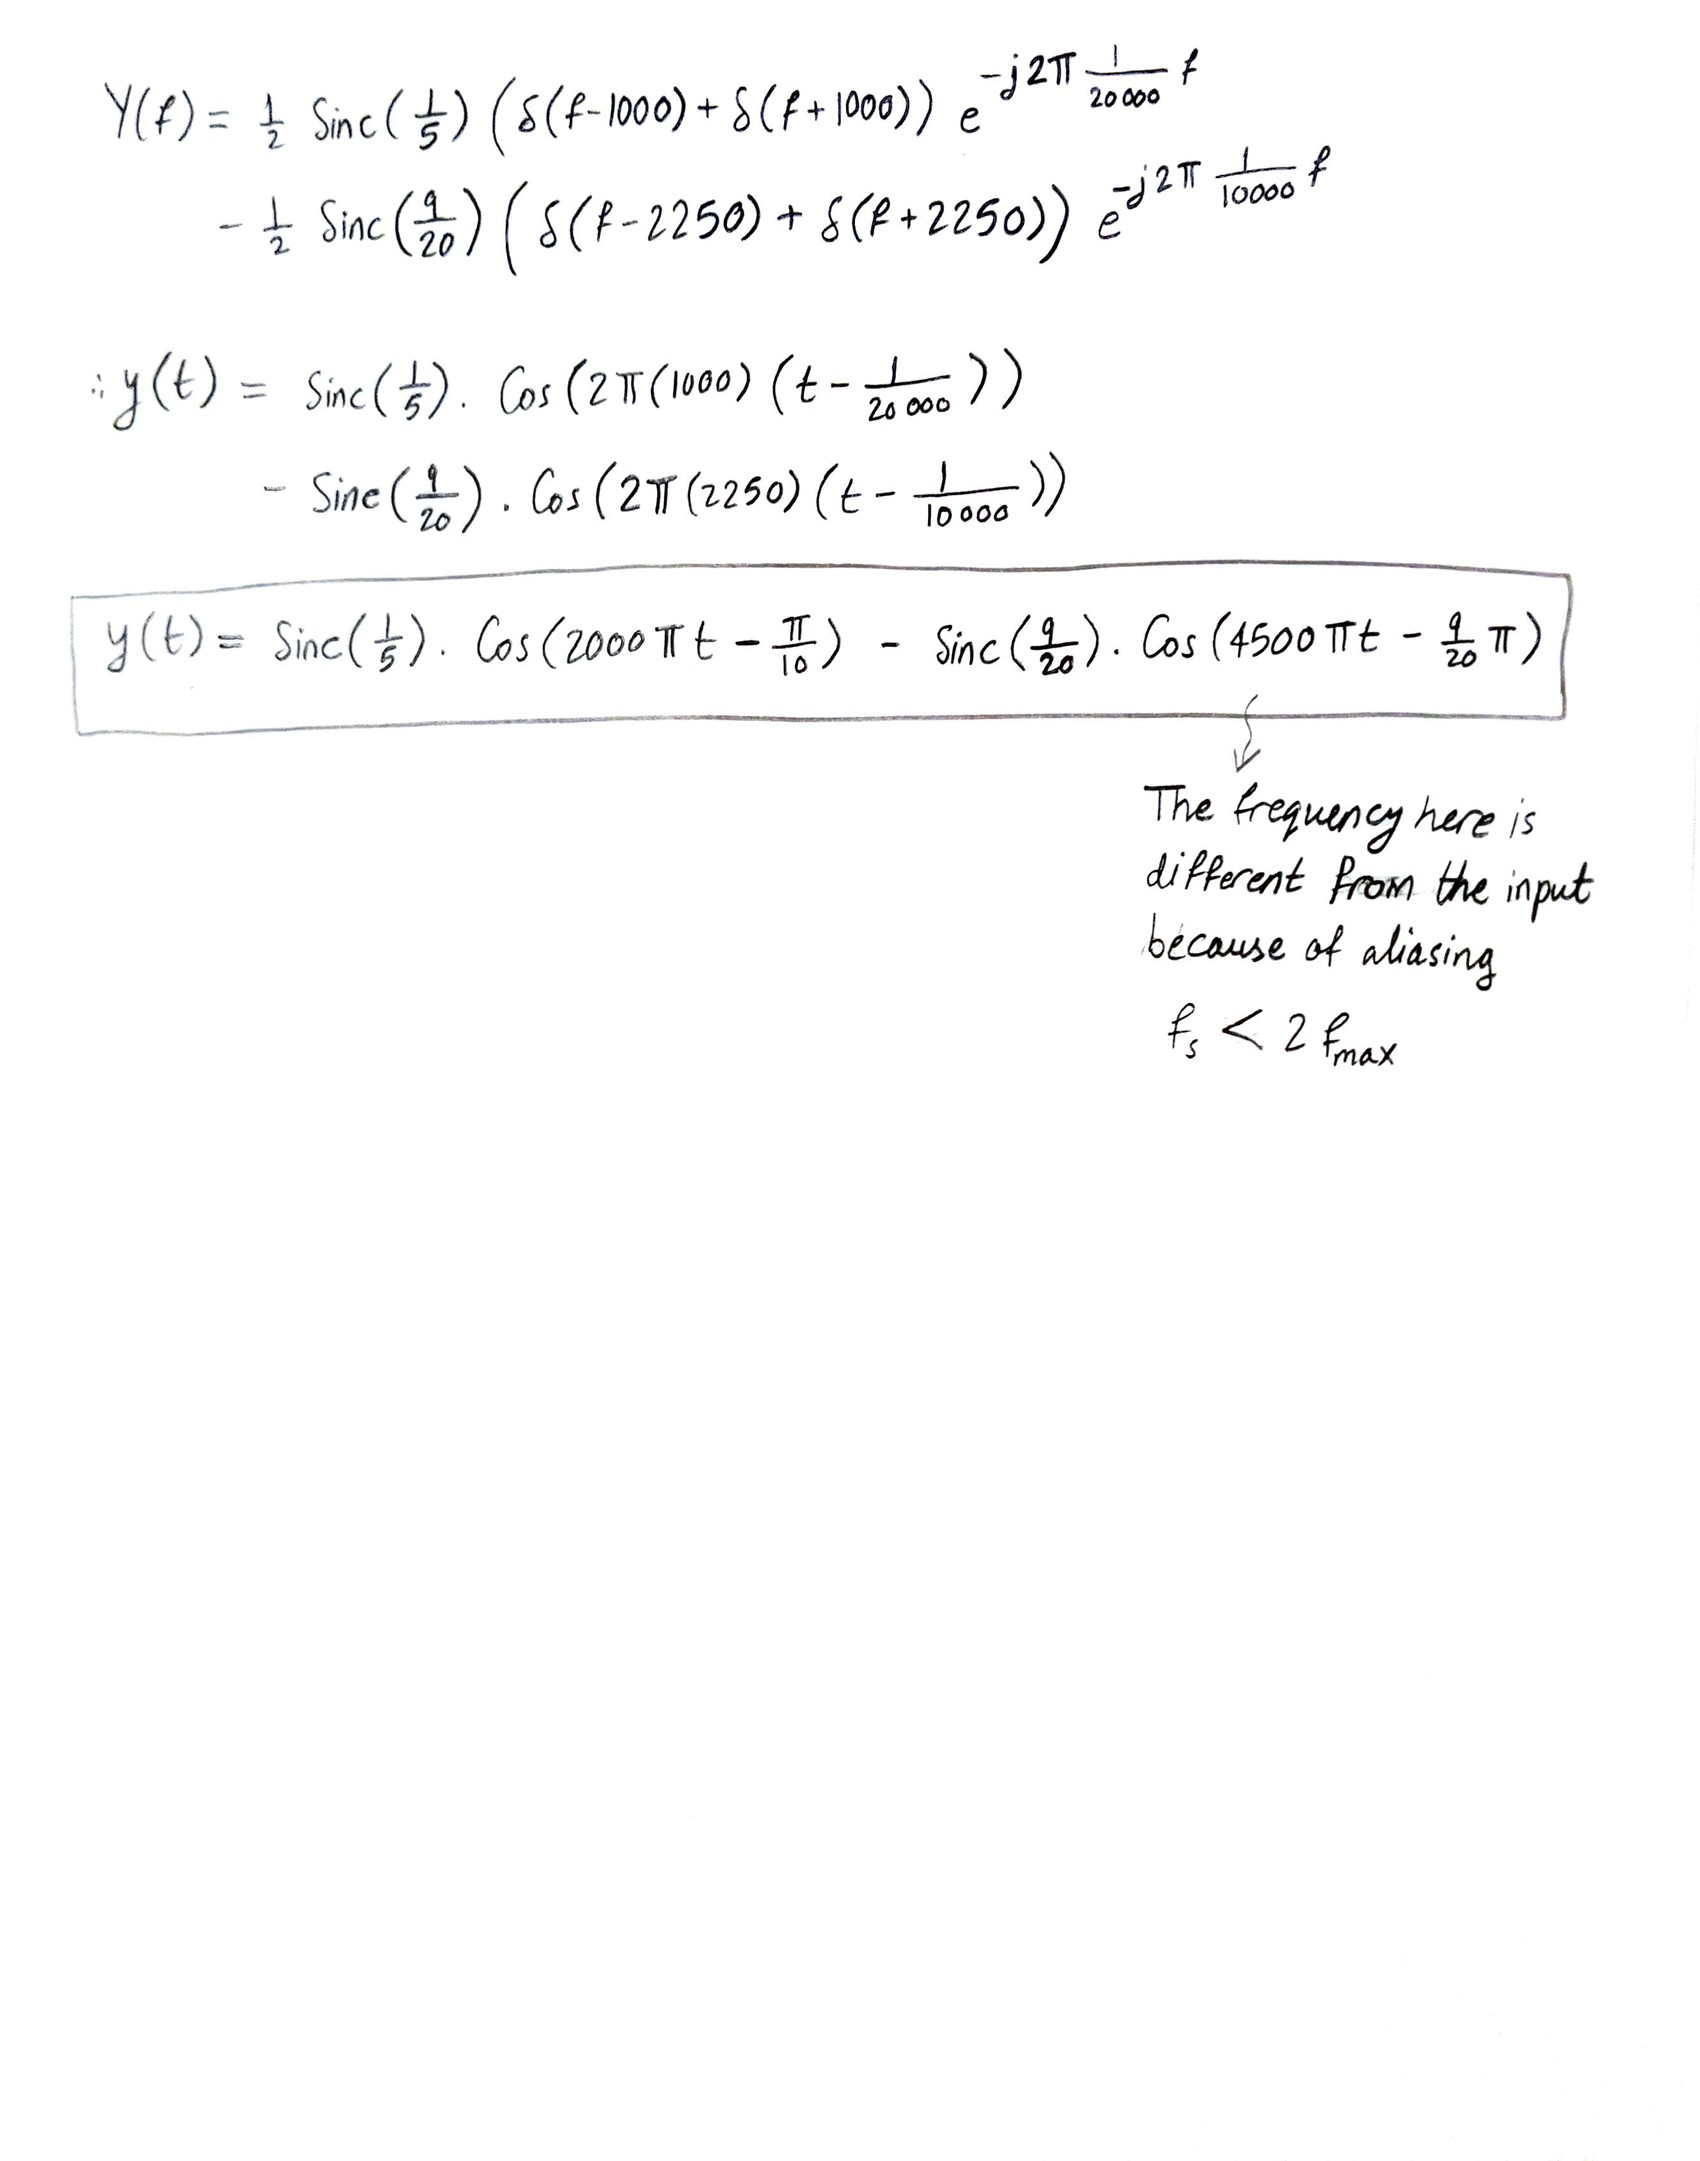 Y(f) = 1/2 Sinc(1/5) (δ(f-1000) + δ(f+1000)) e^{-j2π 1/20000 f}
- 1/2 Sinc(9/20) (δ(f-2250) + δ(f+2250)) e^{-j2π 1/10000 f}
∴ y(t) = Sinc(1/5). Cos(2π(1000) (t - 1/20000))
- Sinc(9/20). Cos(2π(2250) (t - 1/10000))
y(t) = Sinc(1/5). Cos(2000πt - π/10) - Sinc(9/20). Cos(4500πt - 9/20 π)
The frequency here is
different from the input
because of aliasing
f_s < 2 f_max